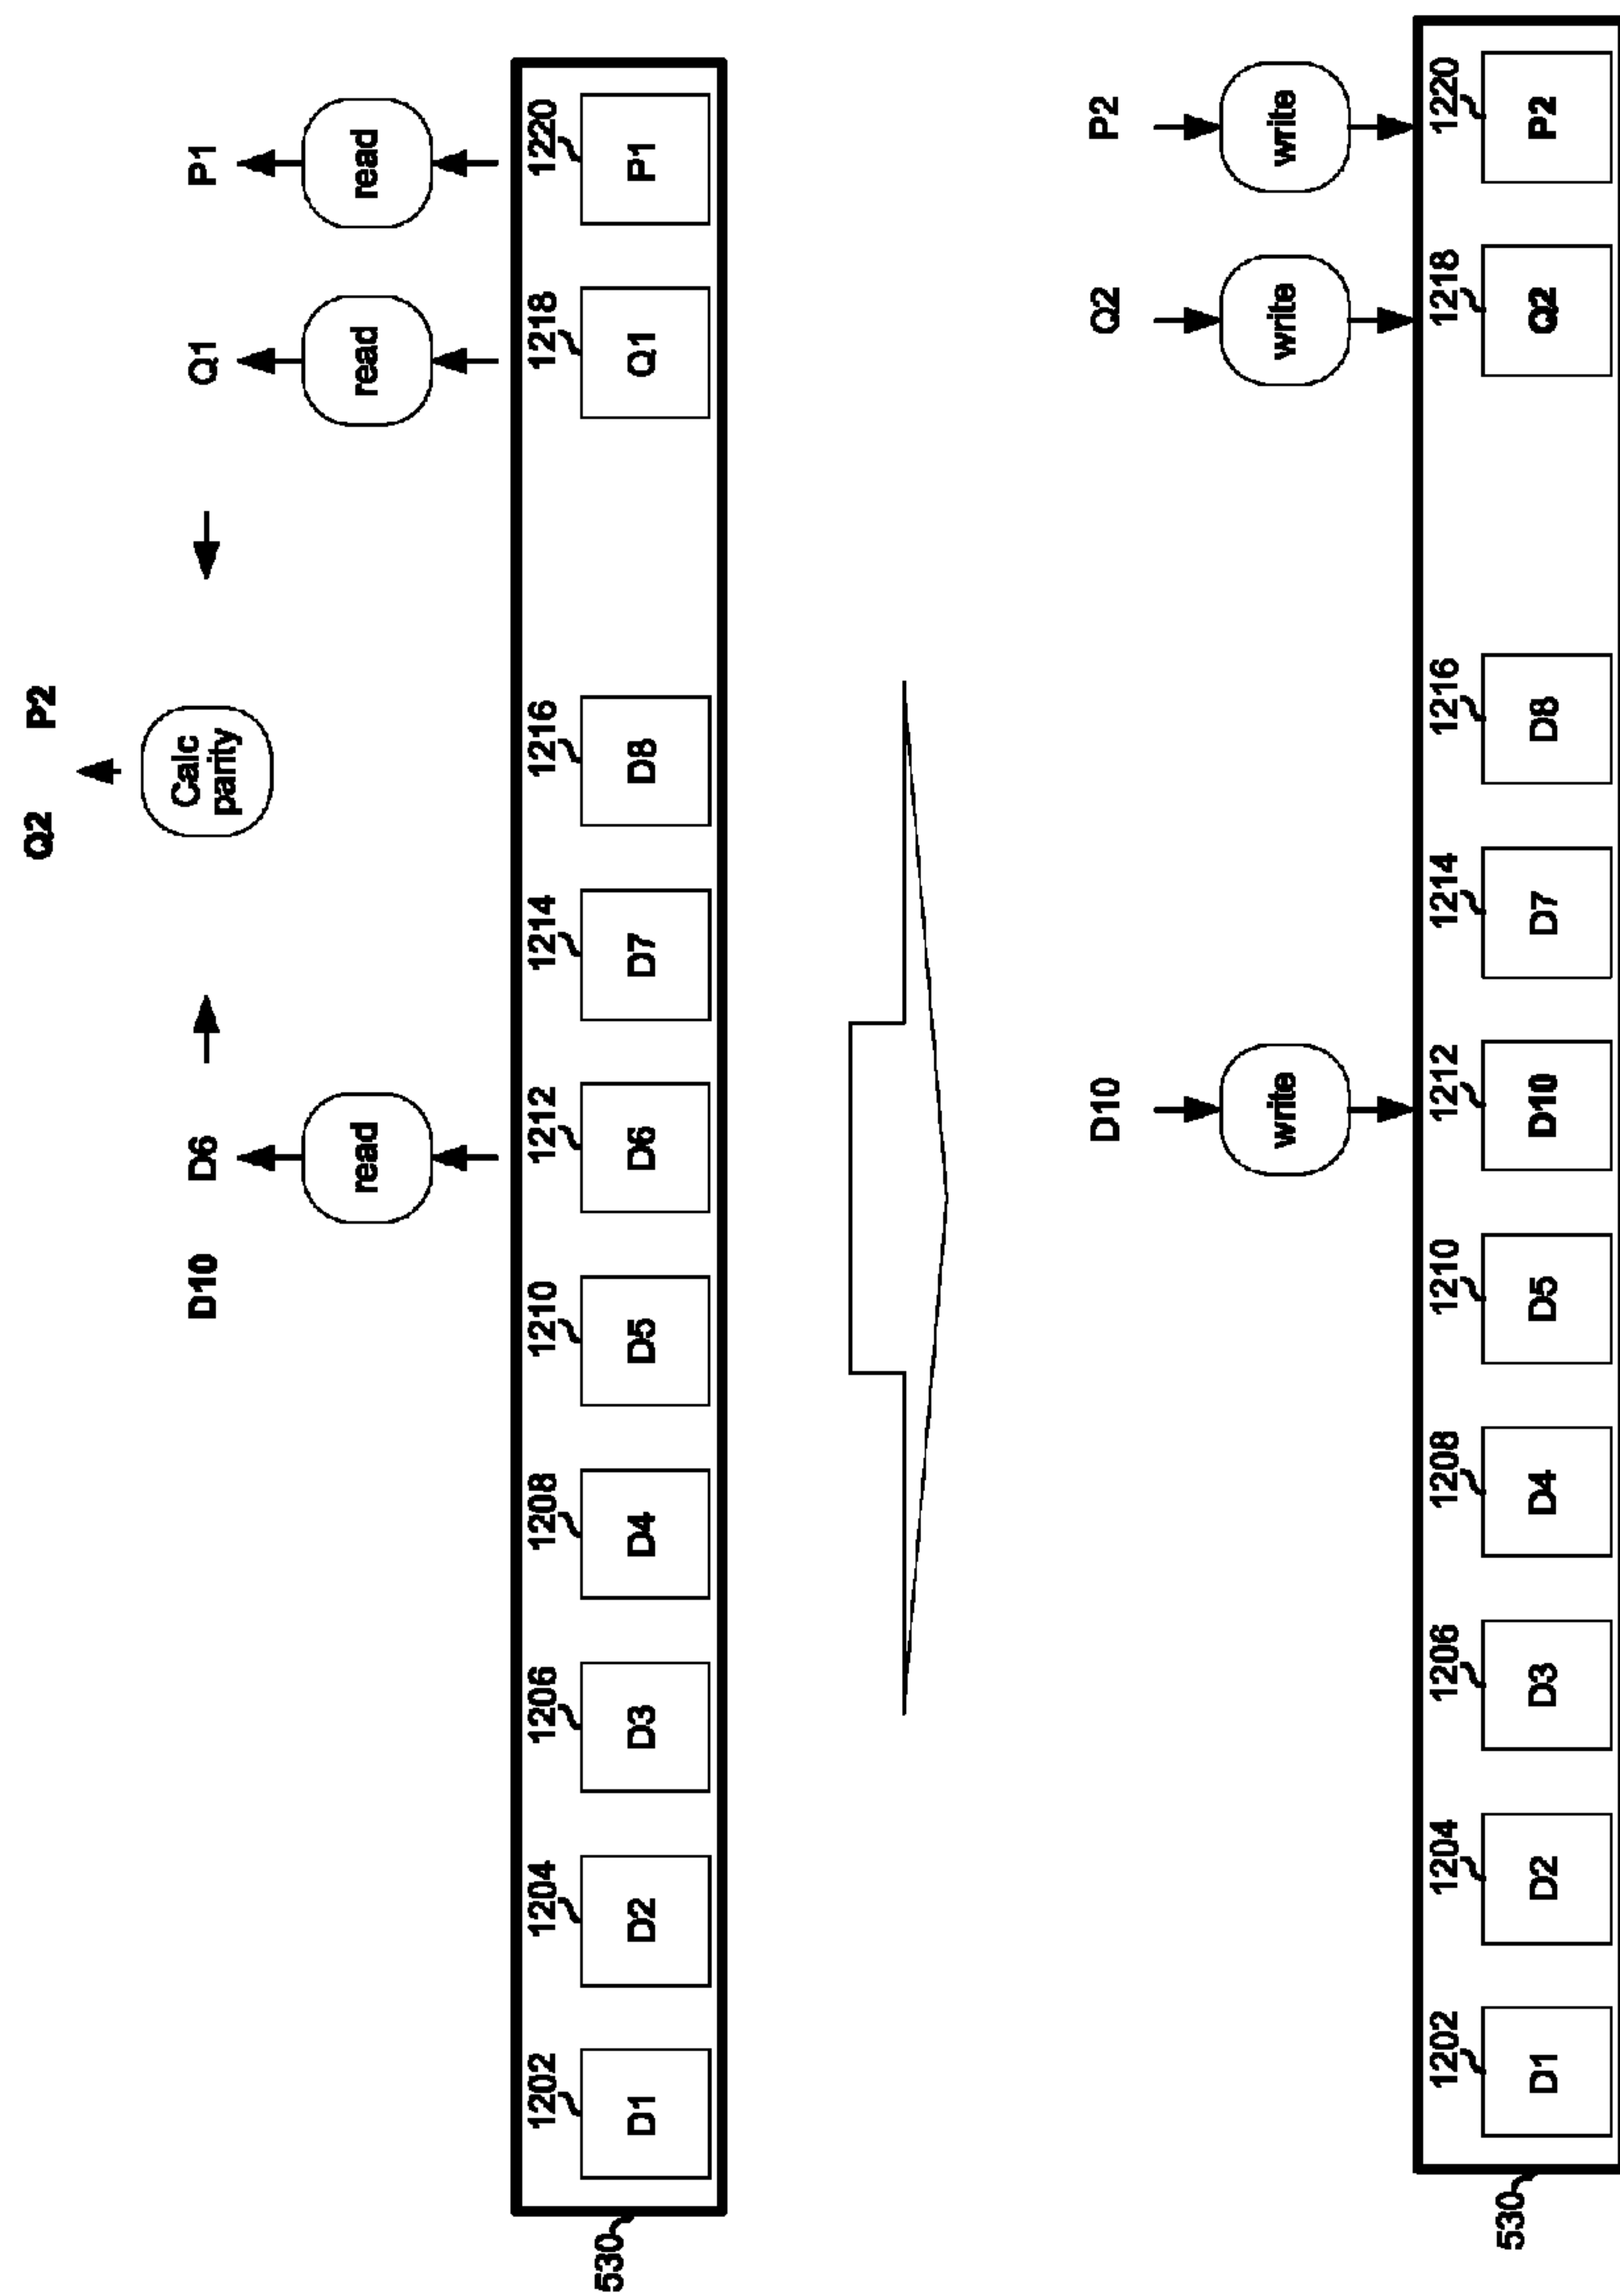 Q2 P2
Calc
parity
D10 D6 Q1 P1
read read read
1202 1204 1206 1208 1210 1212 1214 1216 1218 1220
D1 D2 D3 D4 D5 D6 D7 D8 Q1 P1
530
D10 Q2 P2
write write write
1202 1204 1206 1208 1210 1212 1214 1216 1218 1220
D1 D2 D3 D4 D5 D10 D7 D8 Q2 P2
530